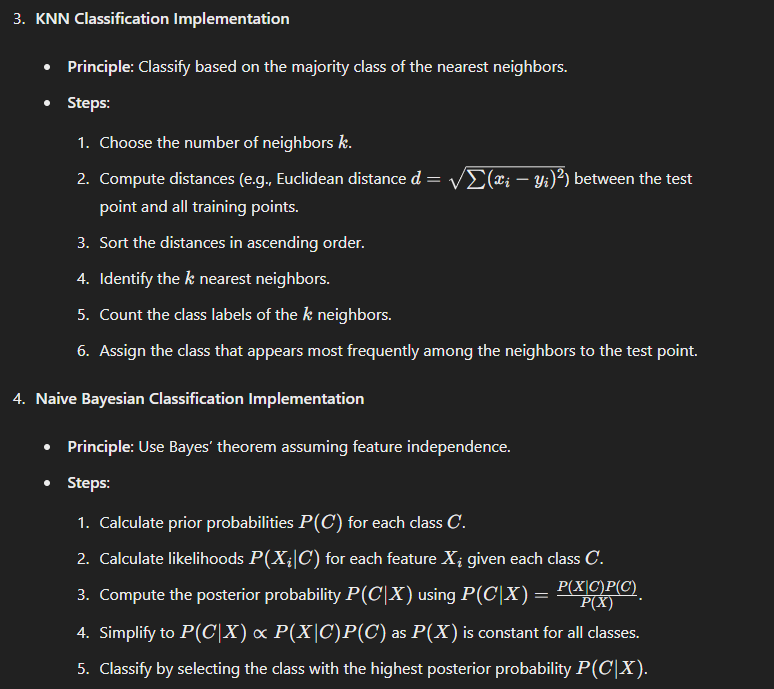 3. KNN Classification Implementation
• Principle: Classify based on the majority class of the nearest neighbors.
• Steps:
1. Choose the number of neighbors k.
2. Compute distances (e.g., Euclidean distance d = √∑(xᵢ − yᵢ)²) between the test
point and all training points.
3. Sort the distances in ascending order.
4. Identify the k nearest neighbors.
5. Count the class labels of the k neighbors.
6. Assign the class that appears most frequently among the neighbors to the test point.
4. Naive Bayesian Classification Implementation
• Principle: Use Bayes’ theorem assuming feature independence.
• Steps:
1. Calculate prior probabilities P(C) for each class C.
2. Calculate likelihoods P(Xᵢ|C) for each feature Xᵢ given each class C.
3. Compute the posterior probability P(C|X) using P(C|X) = P(X|C)P(C)/P(X).
4. Simplify to P(C|X) ∝ P(X|C)P(C) as P(X) is constant for all classes.
5. Classify by selecting the class with the highest posterior probability P(C|X).